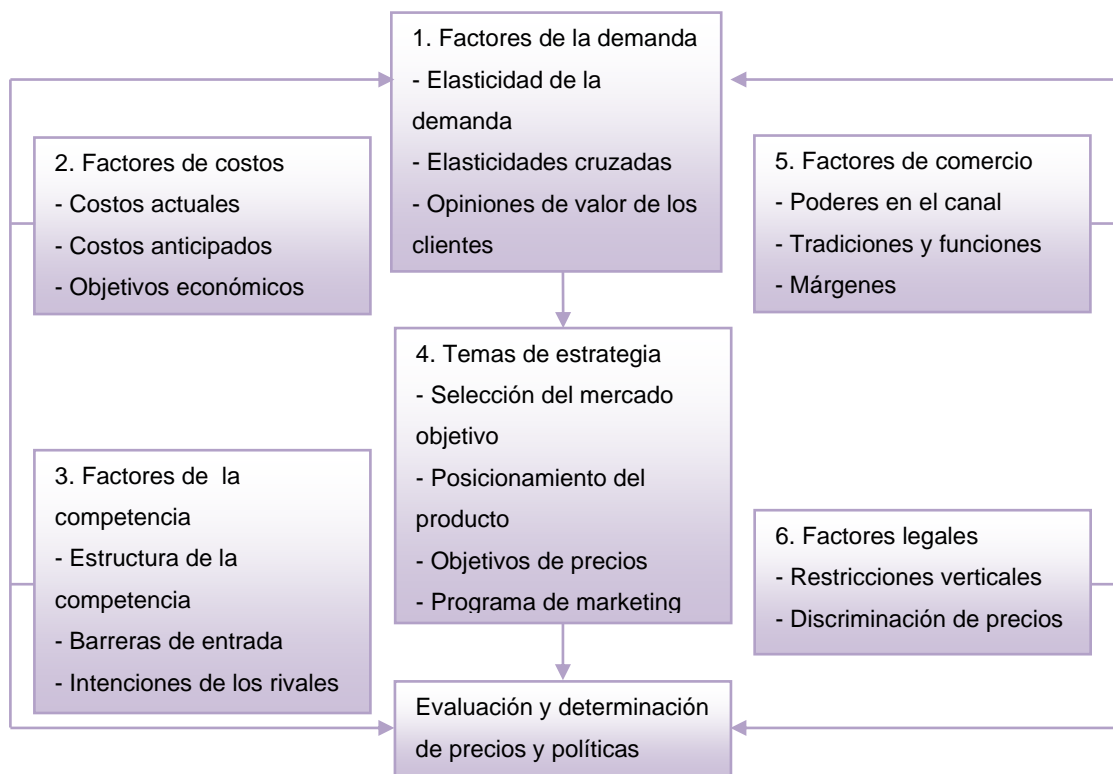 1. Factores de la demanda
- Elasticidad de la
demanda
- Elasticidades cruzadas
- Opiniones de valor de los
clientes
2. Factores de costos
- Costos actuales
- Costos anticipados
- Objetivos económicos
3. Factores de  la
competencia
- Estructura de la
competencia
- Barreras de entrada
- Intenciones de los rivales
4. Temas de estrategia
- Selección del mercado
objetivo
- Posicionamiento del
producto
- Objetivos de precios
- Programa de marketing
5. Factores de comercio
- Poderes en el canal
- Tradiciones y funciones
- Márgenes
6. Factores legales
- Restricciones verticales
- Discriminación de precios
Evaluación y determinación
de precios y políticas